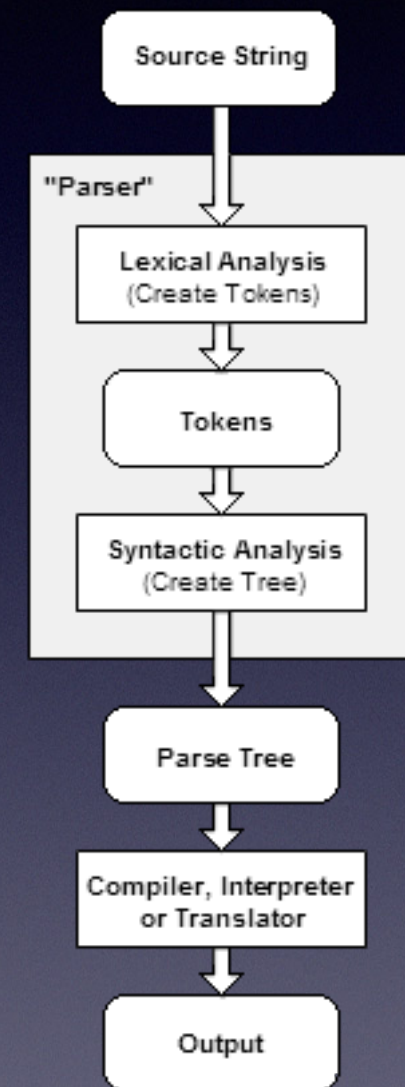 Source String
"Parser"
Lexical Analysis
(Create Tokens)
Tokens
Syntactic Analysis
(Create Tree)
Parse Tree
Compiler, Interpreter
or Translator
Output